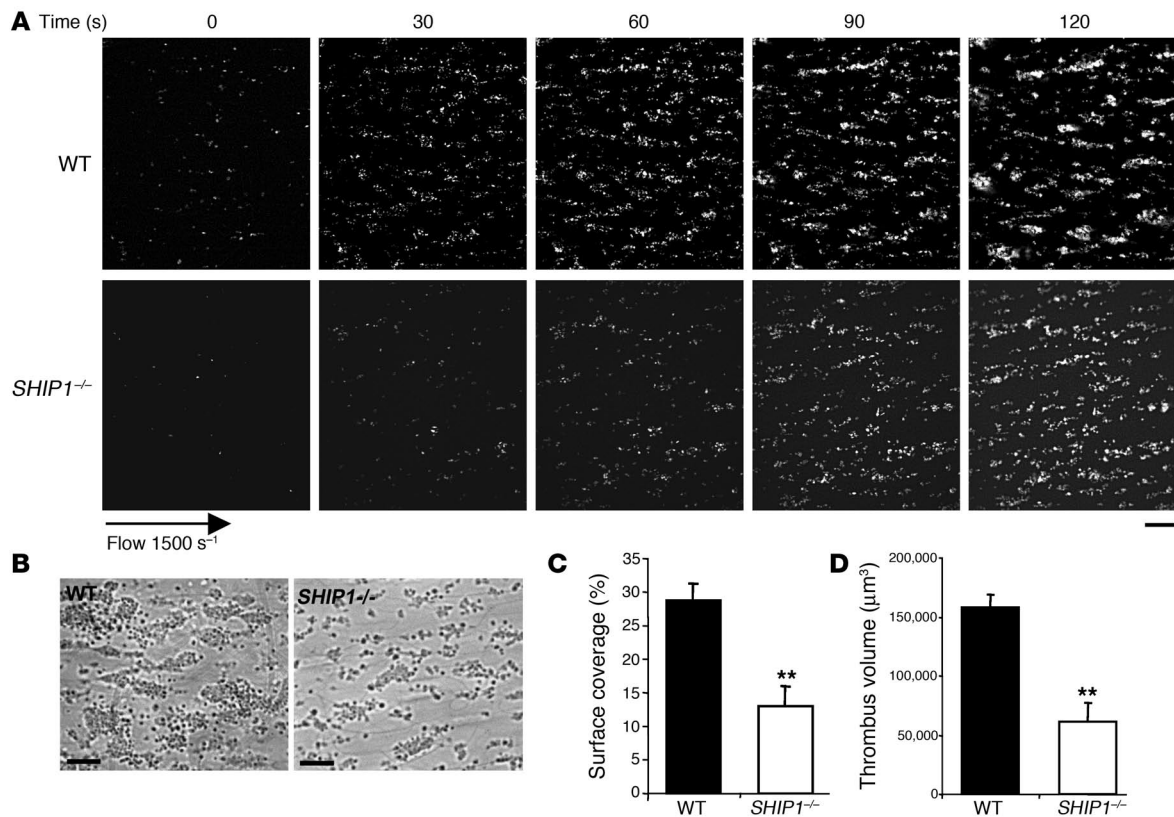 A Time (s) 0 30 60 90 120
WT
SHIP1–/–
Flow 1500 s–1
B
WT
SHIP1-/-
C
Surface coverage (%)
35
30
25
20
15
10
5
0
**
WT SHIP1–/–
D
Thrombus volume (μm³)
200,000
150,000
100,000
50,000
0
**
WT SHIP1–/–